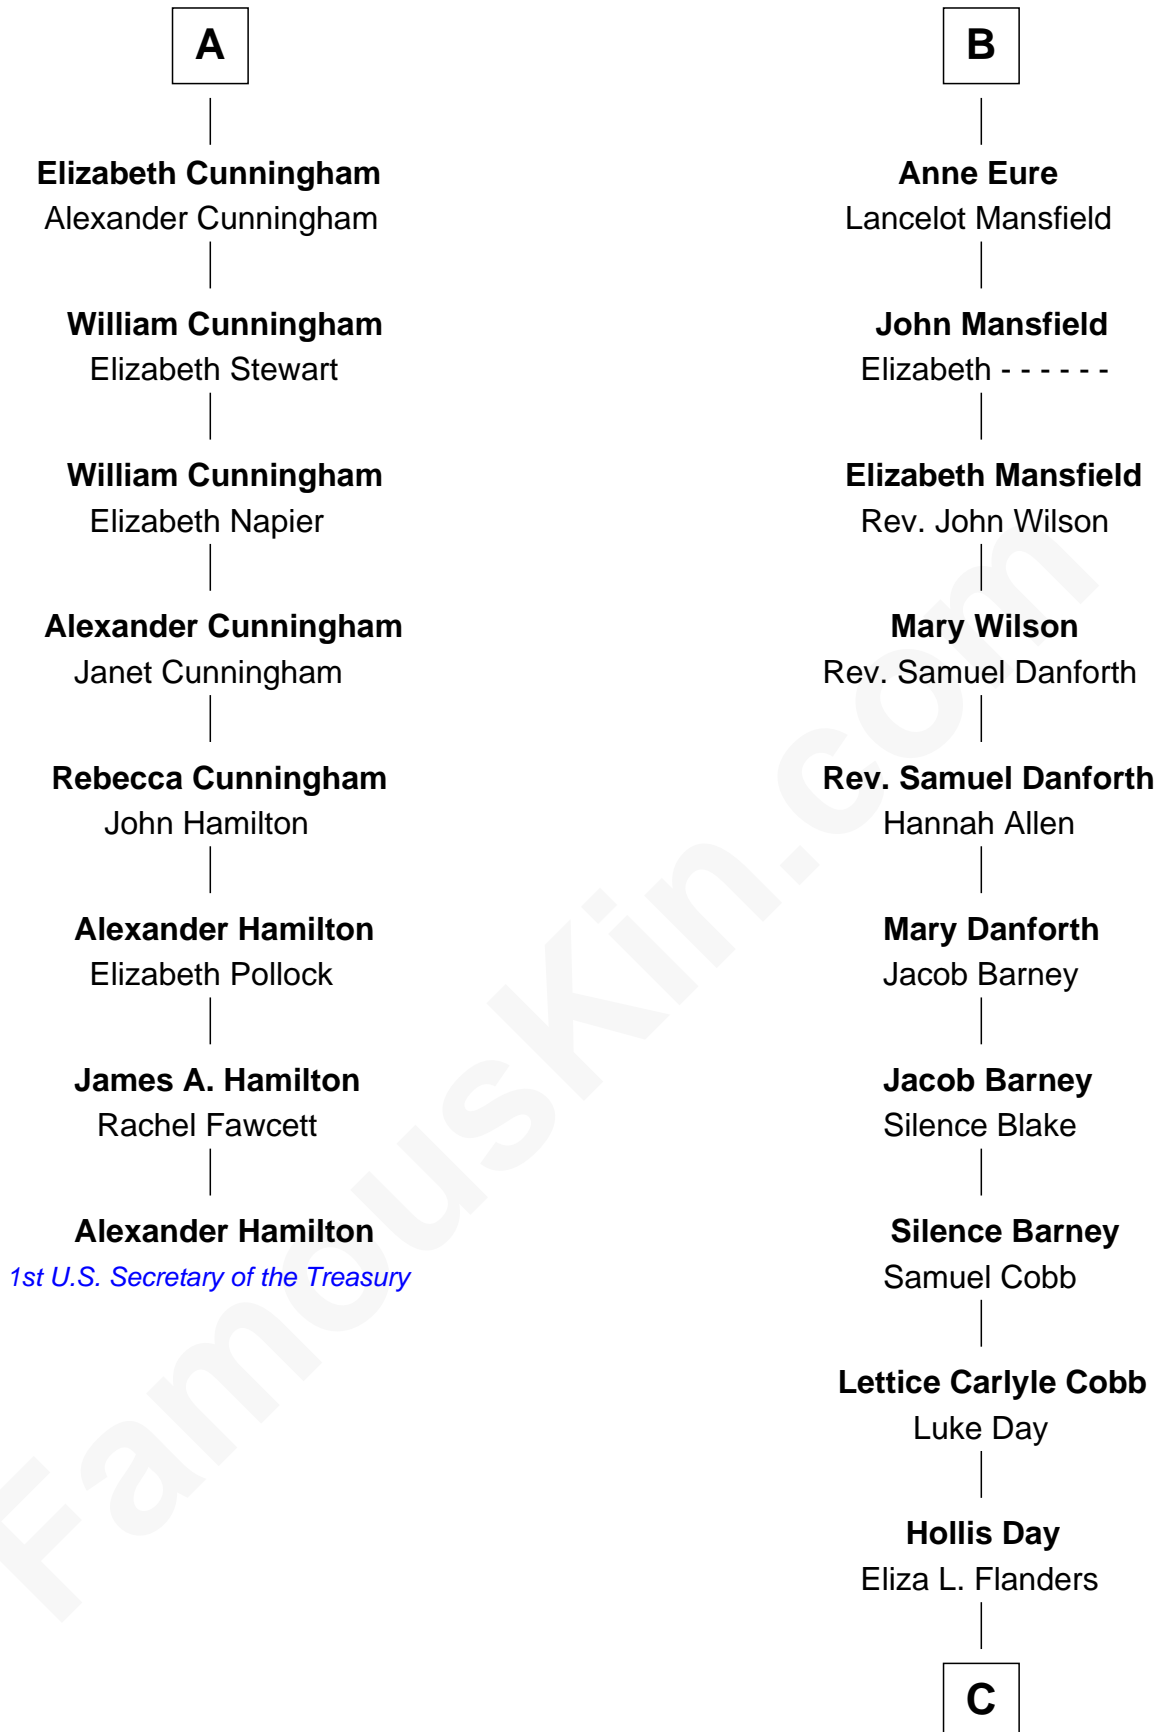 A
Elizabeth Cunningham
Alexander Cunningham
William Cunningham
Elizabeth Stewart
William Cunningham
Elizabeth Napier
Alexander Cunningham
Janet Cunningham
Rebecca Cunningham
John Hamilton
Alexander Hamilton
Elizabeth Pollock
James A. Hamilton
Rachel Fawcett
Alexander Hamilton
1st U.S. Secretary of the Treasury
B
Anne Eure
Lancelot Mansfield
John Mansfield
Elizabeth - - - - - -
Elizabeth Mansfield
Rev. John Wilson
Mary Wilson
Rev. Samuel Danforth
Rev. Samuel Danforth
Hannah Allen
Mary Danforth
Jacob Barney
Jacob Barney
Silence Blake
Silence Barney
Samuel Cobb
Lettice Carlyle Cobb
Luke Day
Hollis Day
Eliza L. Flanders
C
FamousKin.com